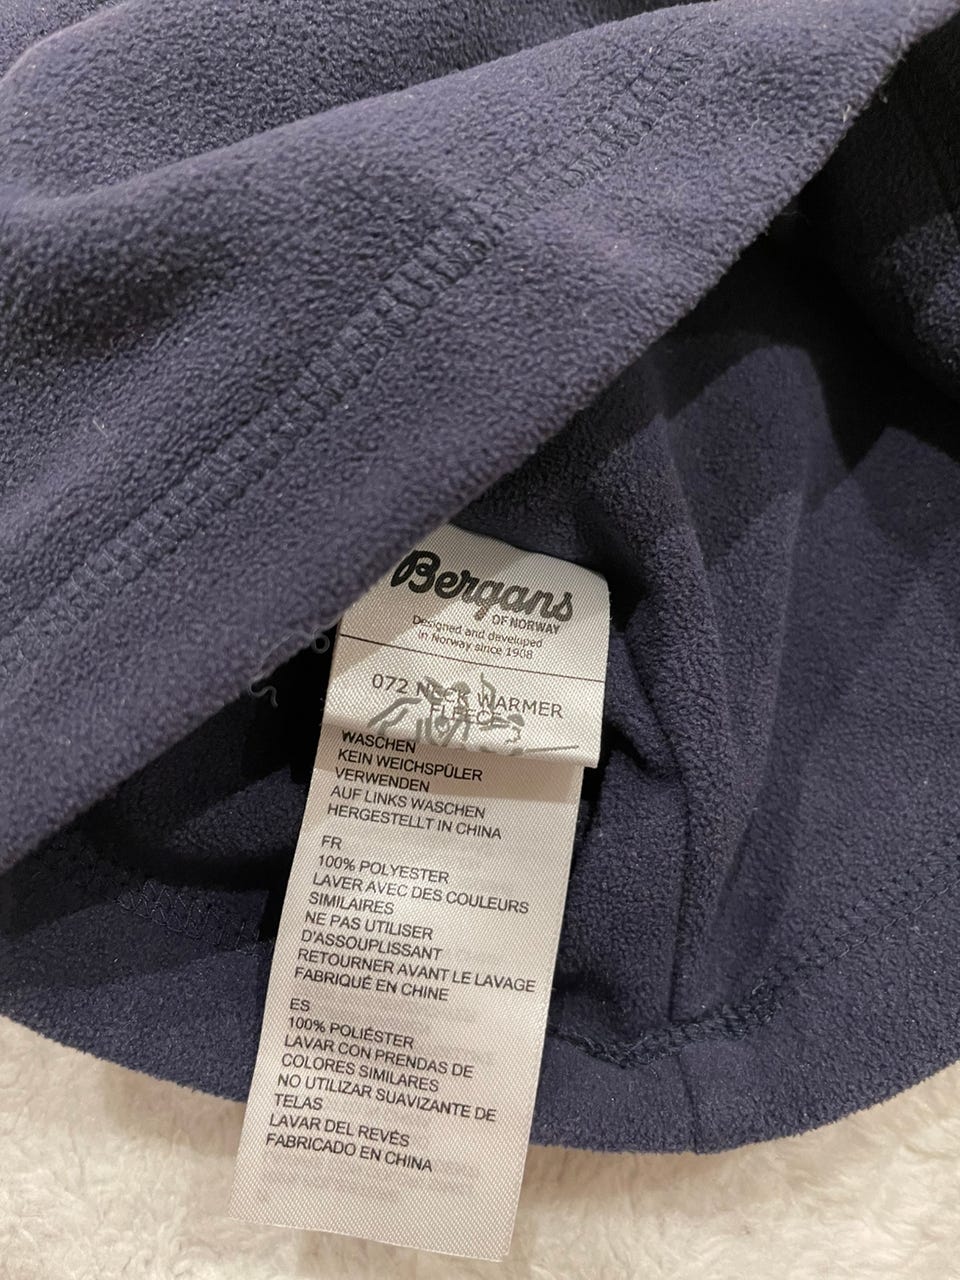 Bergans
OF NORWAY
Designed and developed
in Norway since 1908
072 NECK WARMER
FLEECE
WASCHEN
KEIN WEICHSPÜLER
VERWENDEN
AUF LINKS WASCHEN
HERGESTELLT IN CHINA
FR
100% POLYESTER
LAVER AVEC DES COULEURS
SIMILAIRES
NE PAS UTILISER
D'ASSOUPLISSANT
RETOURNER AVANT LE LAVAGE
FABRIQUÉ EN CHINE
ES
100% POLIÉSTER
LAVAR CON PRENDAS DE
COLORES SIMILARES
NO UTILIZAR SUAVIZANTE DE
TELAS
LAVAR DEL REVÉS
FABRICADO EN CHINA